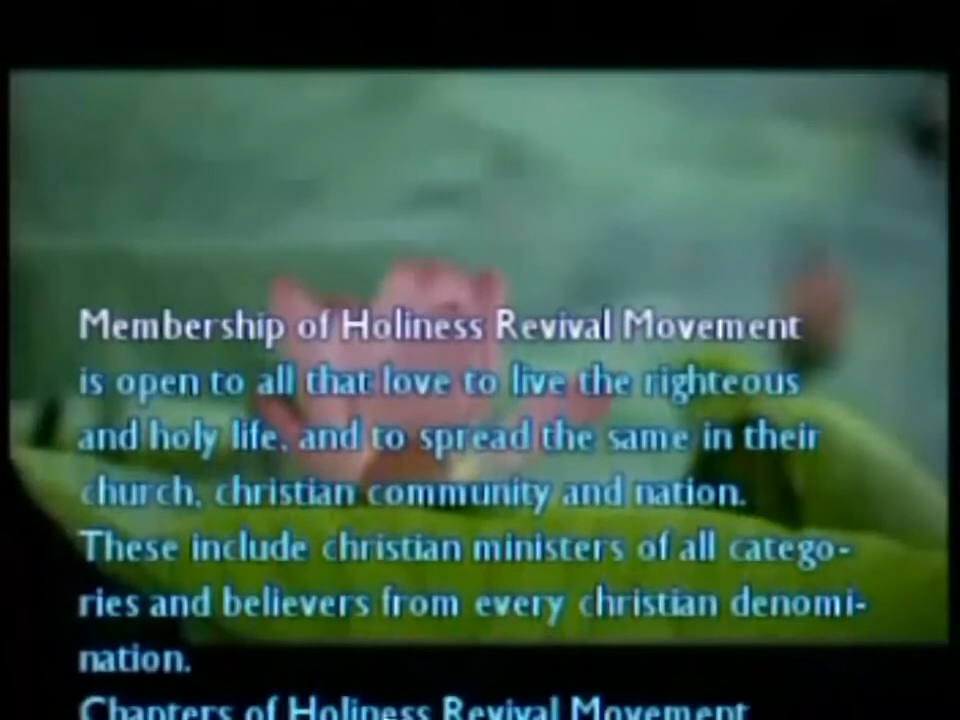 Membership of Holiness Revival Movement
is open to all that love to live the righteous
and holy life, and to spread the same in their
church, christian community and nation.
These include christian ministers of all catego-
ries and believers from every christian denomi-
nation.
Chapters of Holiness Revival Movement